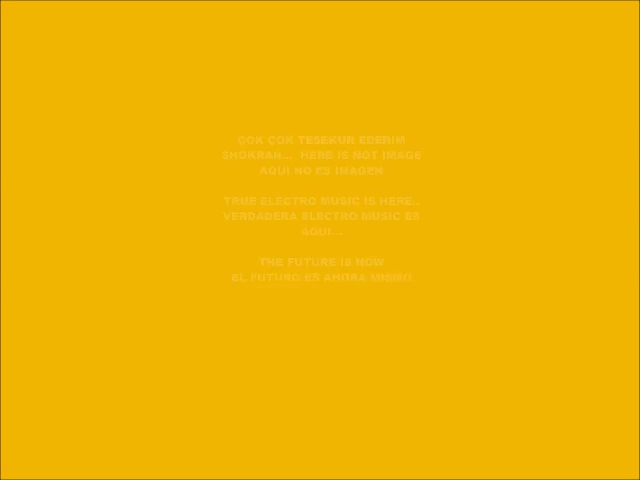 ÇOK ÇOK TESEKUR EDERIM
SHOKRAN... HERE IS NOT IMAGE
AQUI NO ES IMAGEN
TRUE ELECTRO MUSIC IS HERE..
VERDADERA ELECTRO MUSIC ES
AQUI...
THE FUTURE IS NOW
EL FUTURO ES AHORA MISMO